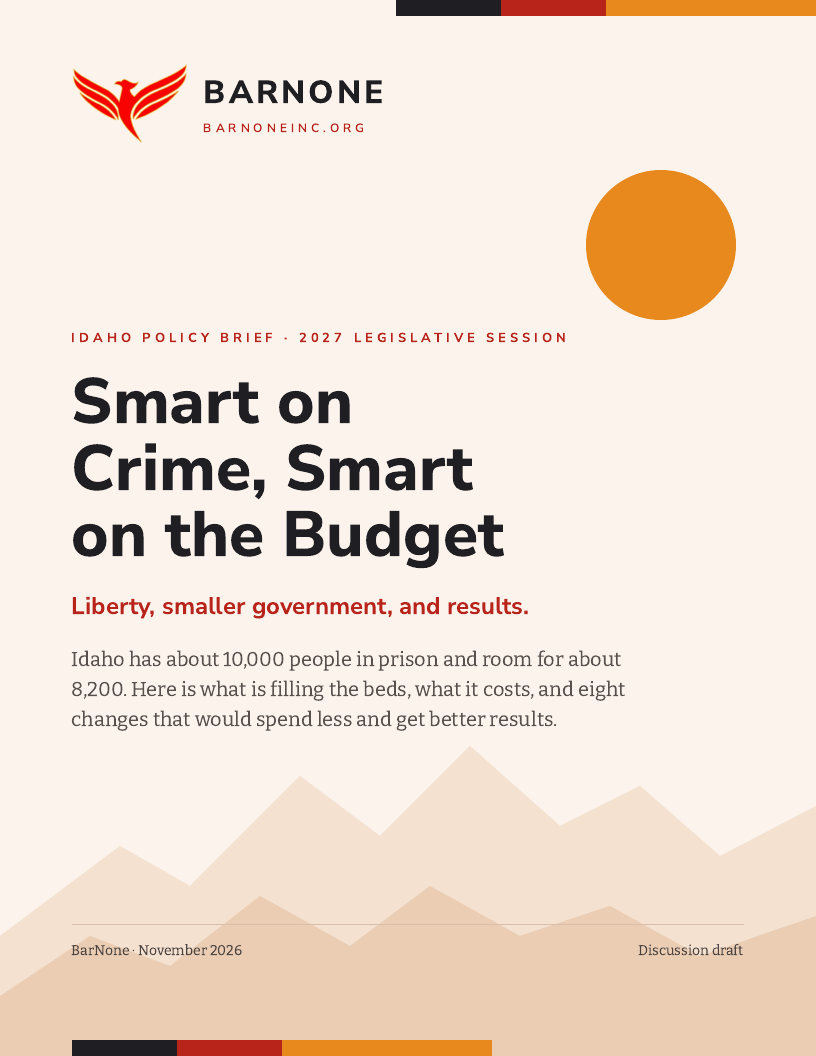 BARNONE
BARNONEINC.ORG
IDAHO POLICY BRIEF · 2027 LEGISLATIVE SESSION
Smart on
Crime, Smart
on the Budget
Liberty, smaller government, and results.
Idaho has about 10,000 people in prison and room for about
8,200. Here is what is filling the beds, what it costs, and eight
changes that would spend less and get better results.
BarNone · November 2026
Discussion draft